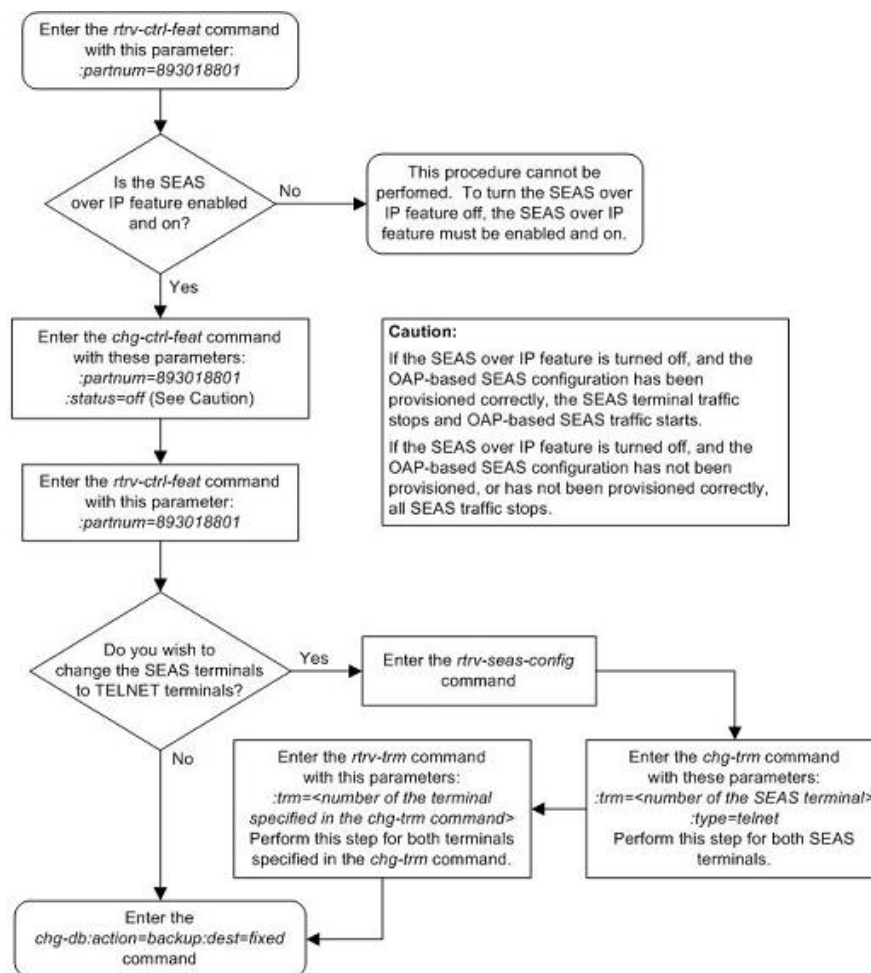 Enter the rtrv-ctrl-feat command
with this parameter:
:partnum=893018801
Is the SEAS
over IP feature enabled
and on?
No
This procedure cannot be
perfomed. To turn the SEAS over
IP feature off, the SEAS over IP
feature must be enabled and on.
Yes
Enter the chg-ctrl-feat command
with these parameters:
:partnum=893018801
:status=off (See Caution)
Caution:
If the SEAS over IP feature is turned off, and the
OAP-based SEAS configuration has been
provisioned correctly, the SEAS terminal traffic
stops and OAP-based SEAS traffic starts.
If the SEAS over IP feature is turned off, and the
OAP-based SEAS configuration has not been
provisioned, or has not been provisioned correctly,
all SEAS traffic stops.
Enter the rtrv-ctrl-feat command
with this parameter:
:partnum=893018801
Do you wish to
change the SEAS terminals
to TELNET terminals?
Yes
Enter the rtrv-seas-config
command
Enter the chg-trm command
with these parameters:
:trm=<number of the SEAS terminal>
:type=telnet
Perform this step for both SEAS
terminals.
Enter the rtrv-trm command
with this parameters:
:trm=<number of the terminal
specified in the chg-trm command>
Perform this step for both terminals
specified in the chg-trm command.
No
Enter the
chg-db:action=backup:dest=fixed
command